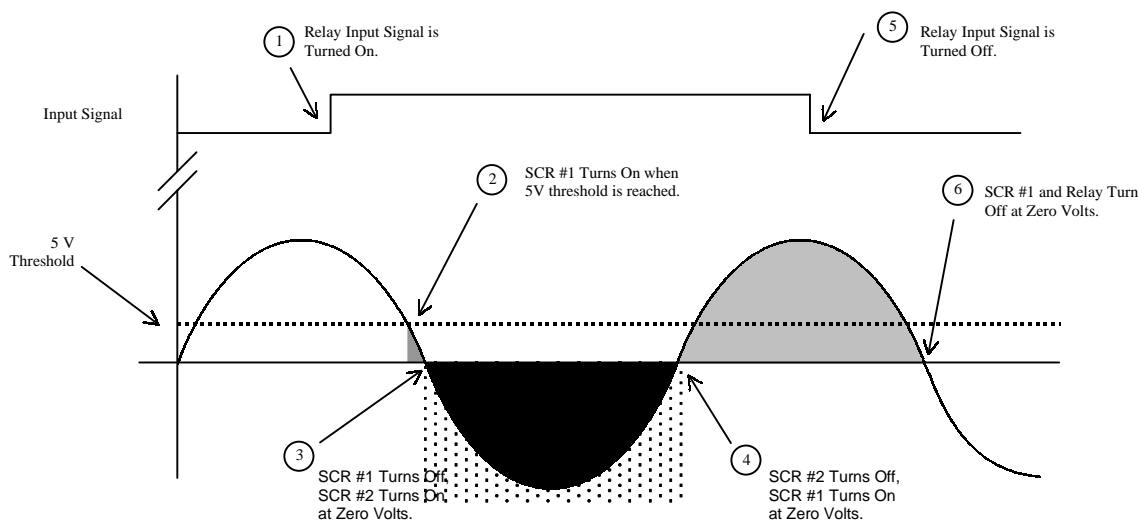 1
Relay Input Signal is
Turned On.
5
Relay Input Signal is
Turned Off.
Input Signal
2
SCR #1 Turns On when
5V threshold is reached.
6
SCR #1 and Relay Turn
Off at Zero Volts.
5 V
Threshold
3
SCR #1 Turns Off,
SCR #2 Turns On
at Zero Volts.
4
SCR #2 Turns Off,
SCR #1 Turns On
at Zero Volts.